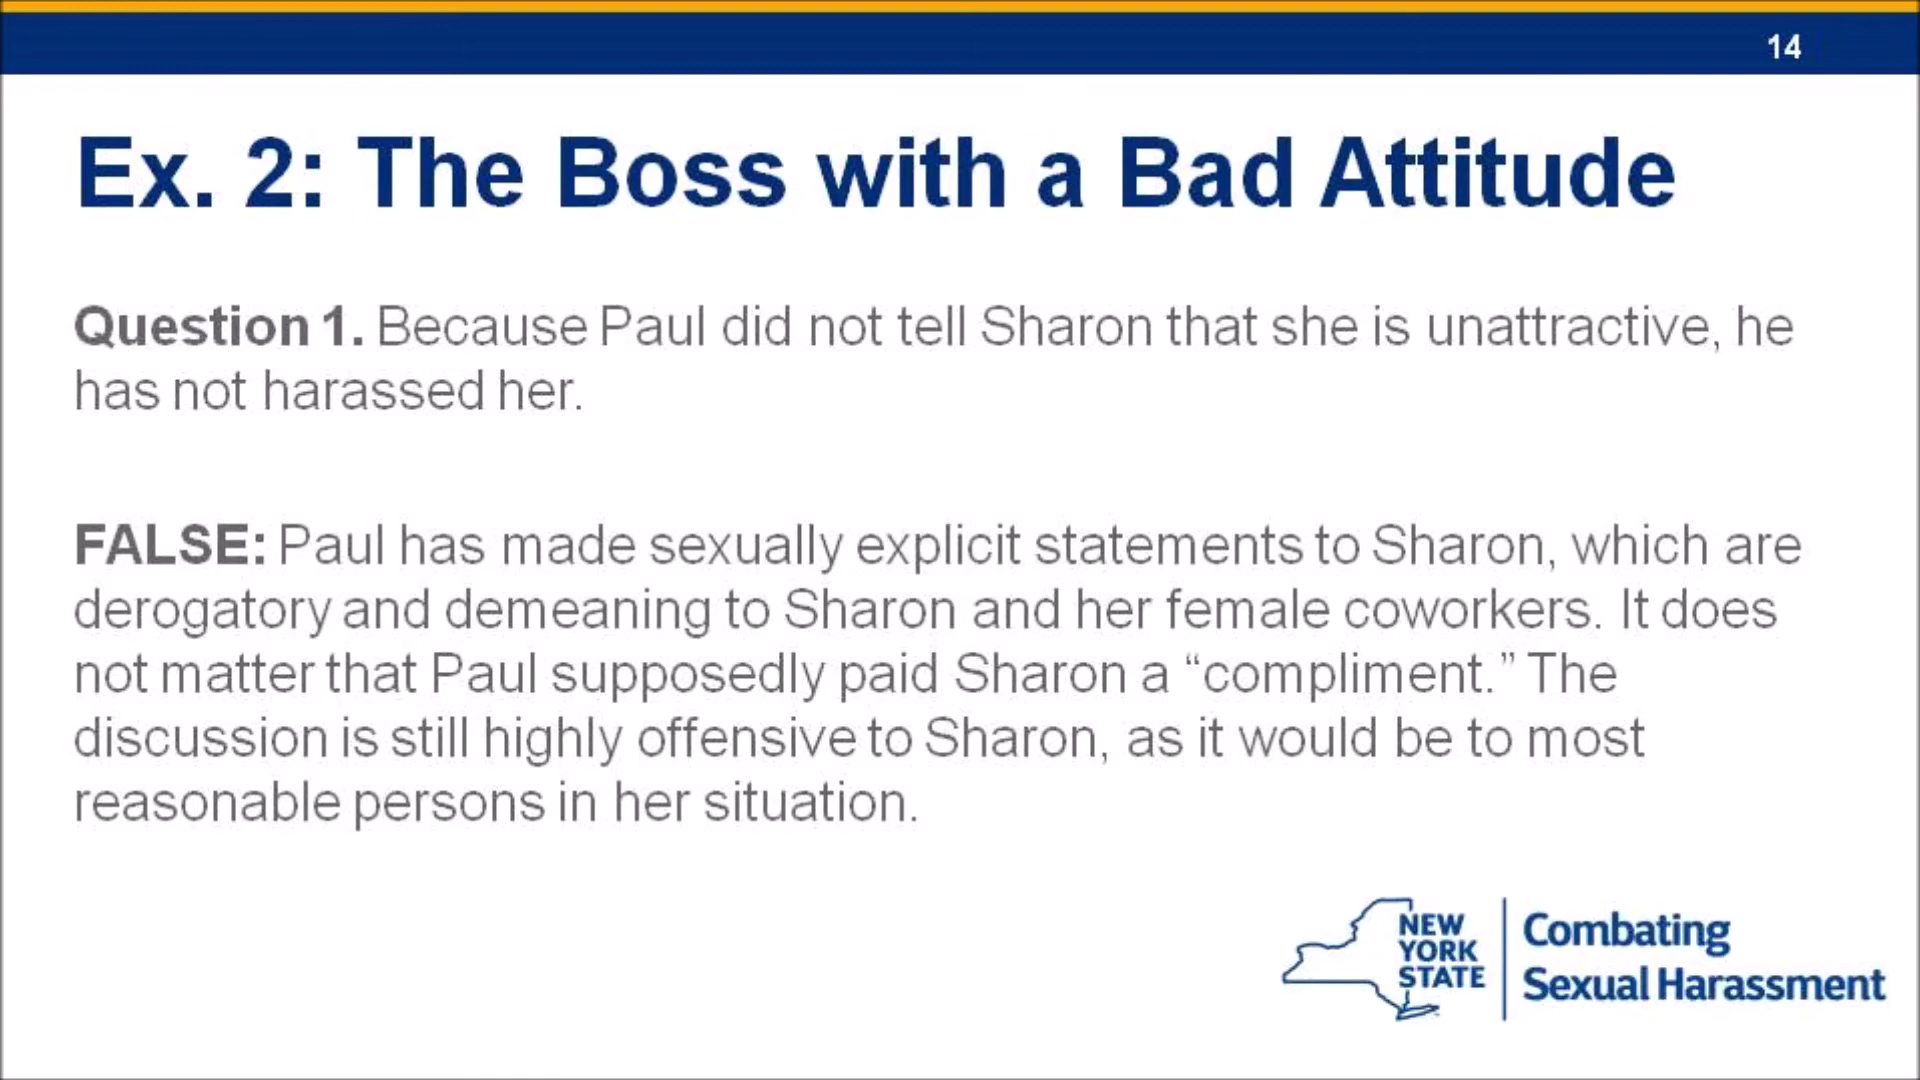 14
Ex. 2: The Boss with a Bad Attitude
Question 1. Because Paul did not tell Sharon that she is unattractive, he
has not harassed her.
FALSE: Paul has made sexually explicit statements to Sharon, which are
derogatory and demeaning to Sharon and her female coworkers. It does
not matter that Paul supposedly paid Sharon a “compliment.” The
discussion is still highly offensive to Sharon, as it would be to most
reasonable persons in her situation.
NEW
YORK
STATE
Combating
Sexual Harassment